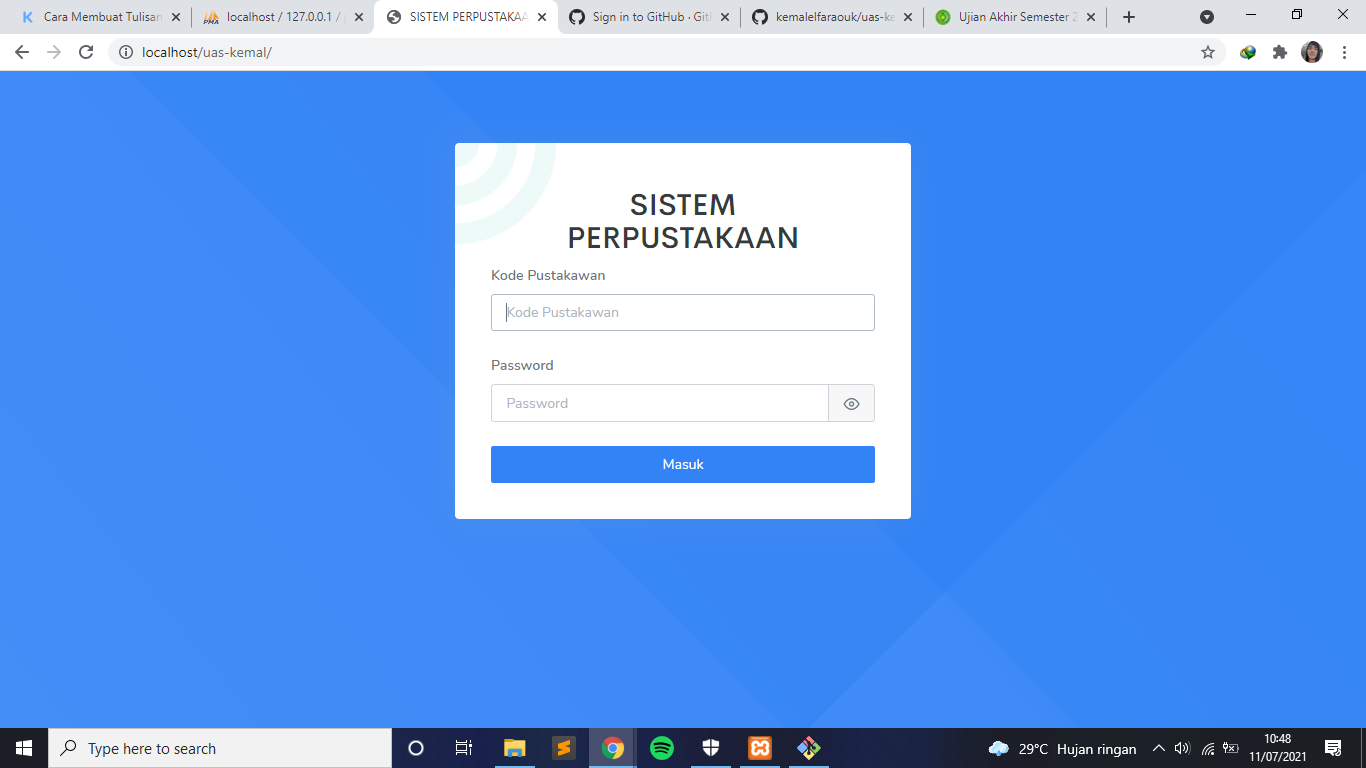 Cara Membuat Tulisan
localhost / 127.0.0.1 /
SISTEM PERPUSTAKAA
Sign in to GitHub · Git
kemalelfaraouk/uas-ke
Ujian Akhir Semester 2
localhost/uas-kemal/
SISTEM
PERPUSTAKAAN
Kode Pustakawan
Kode Pustakawan
Password
Password
Masuk
Type here to search
29°C Hujan ringan
10:48
11/07/2021